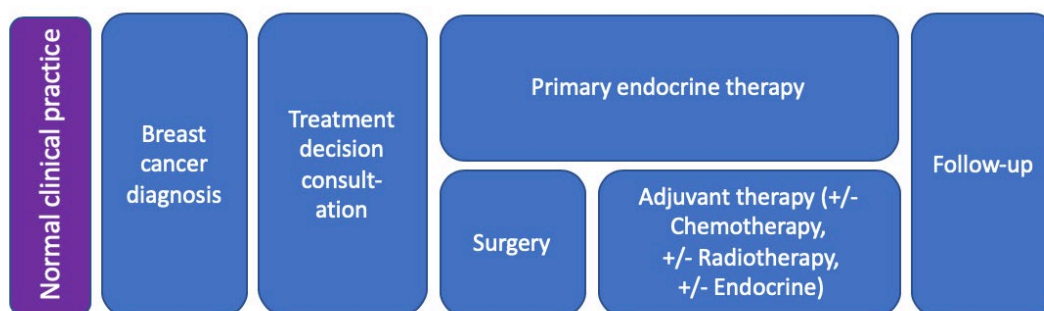 Normal clinical practice
Breast
cancer
diagnosis
Treatment
decision
consult-
ation
Primary endocrine therapy
Surgery
Adjuvant therapy (+/-
Chemotherapy,
+/- Radiotherapy,
+/- Endocrine)
Follow-up